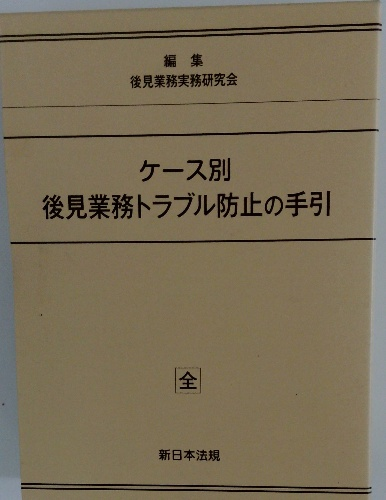 編 集
後見業務実務研究会
ケース別
後見業務トラブル防止の手引
全
新日本法規